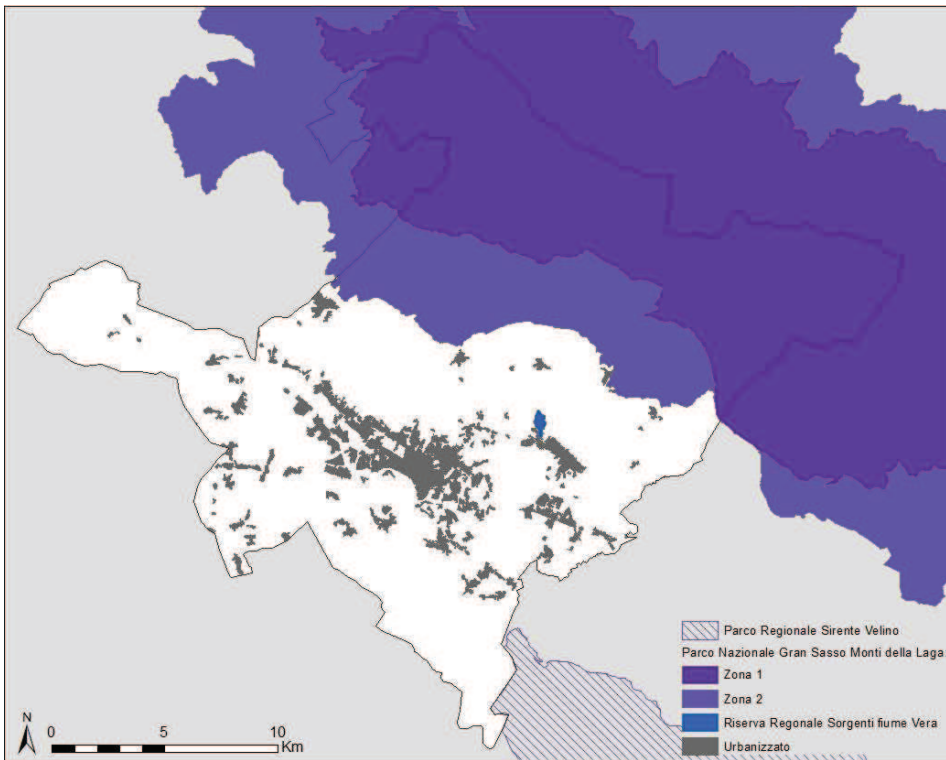 Parco Regionale Sirente Velino
Parco Nazionale Gran Sasso Monti della Laga
Zona 1
Zona 2
Riserva Regionale Sorgenti fiume Vera
Urbanizzato
N
0 5 10
Km